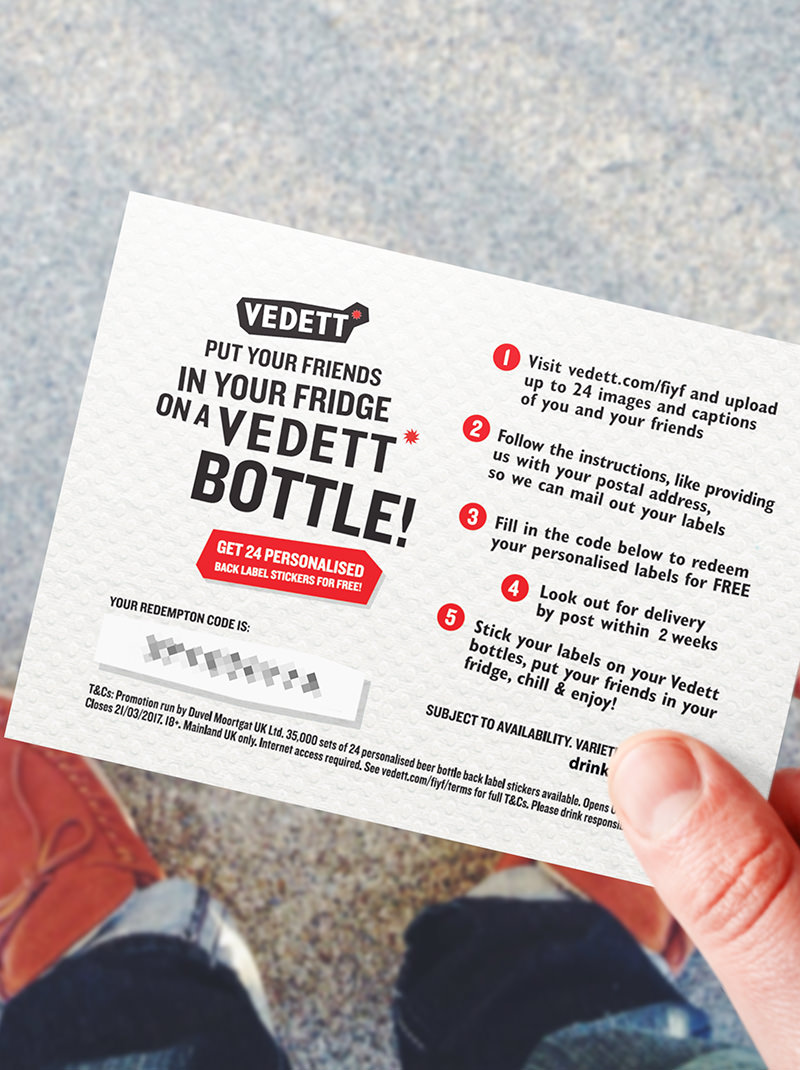 VEDETT
PUT YOUR FRIENDS
IN YOUR FRIDGE
ON A VEDETT
BOTTLE!
GET 24 PERSONALISED
BACK LABEL STICKERS FOR FREE!
YOUR REDEMPTON CODE IS:
1 Visit vedett.com/fiyf and upload
up to 24 images and captions
of you and your friends
2 Follow the instructions, like providing
us with your postal address,
so we can mail out your labels
3 Fill in the code below to redeem
your personalised labels for FREE
4 Look out for delivery
by post within 2 weeks
5 Stick your labels on your Vedett
bottles, put your friends in your
fridge, chill & enjoy!
SUBJECT TO AVAILABILITY.
drink
T&Cs: Promotion run by Duvel Moortgat UK Ltd. 35,000 sets of 24 personalised beer bottle back label stickers available. Opens
Closes 21/03/2017. 18+. Mainland UK only. Internet access required. See vedett.com/fiyf/terms for full T&Cs. Please drink